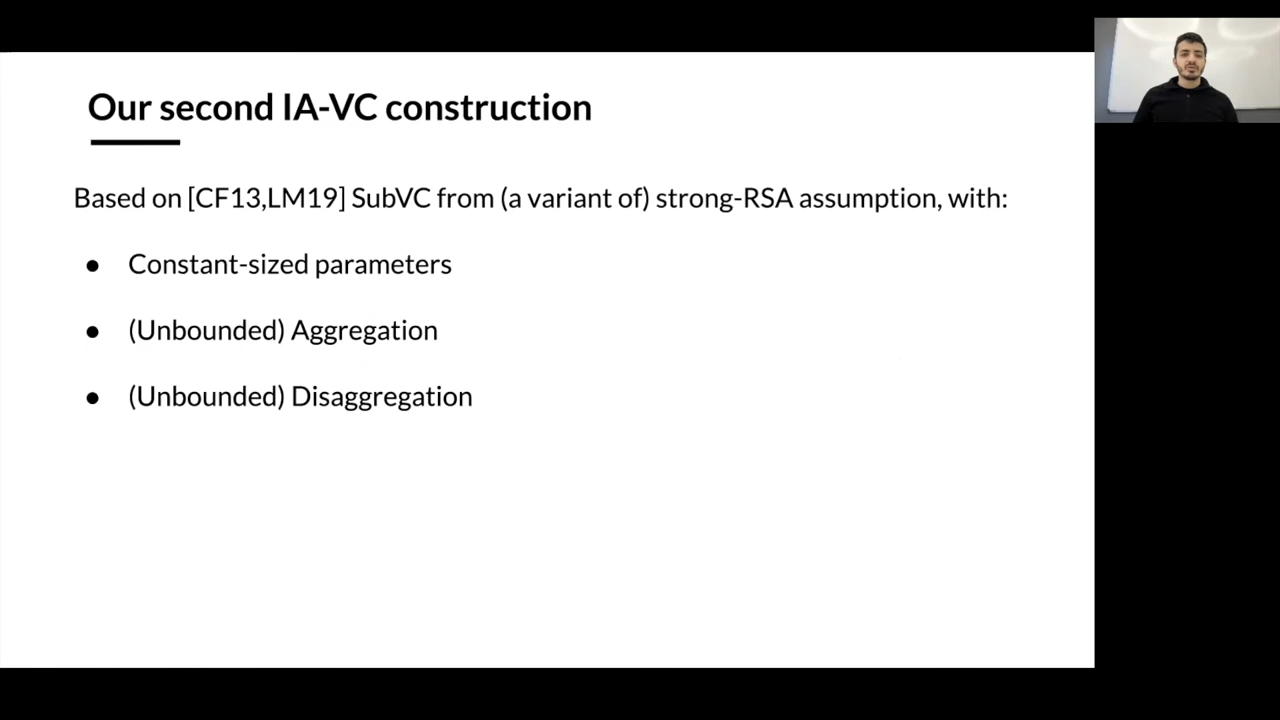 Our second IA-VC construction
Based on [CF13,LM19] SubVC from (a variant of) strong-RSA assumption, with:
● Constant-sized parameters
● (Unbounded) Aggregation
● (Unbounded) Disaggregation